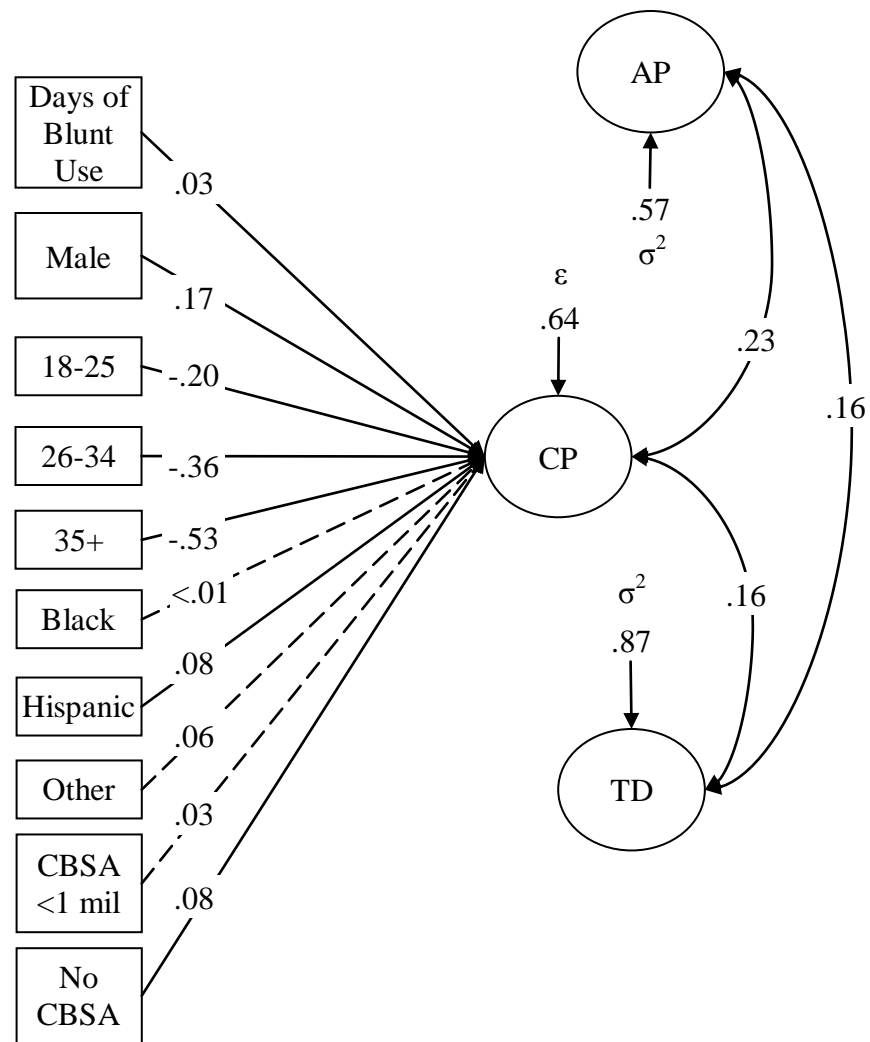 Days of
Blunt
Use
Male
18-25
26-34
35+
Black
Hispanic
Other
CBSA
<1 mil
No
CBSA
.03
.17
-.20
-.36
-.53
<.01
.08
.06
.03
.08
AP
.57
σ²
ε
.64
CP
.23
.16
.16
σ²
.87
TD